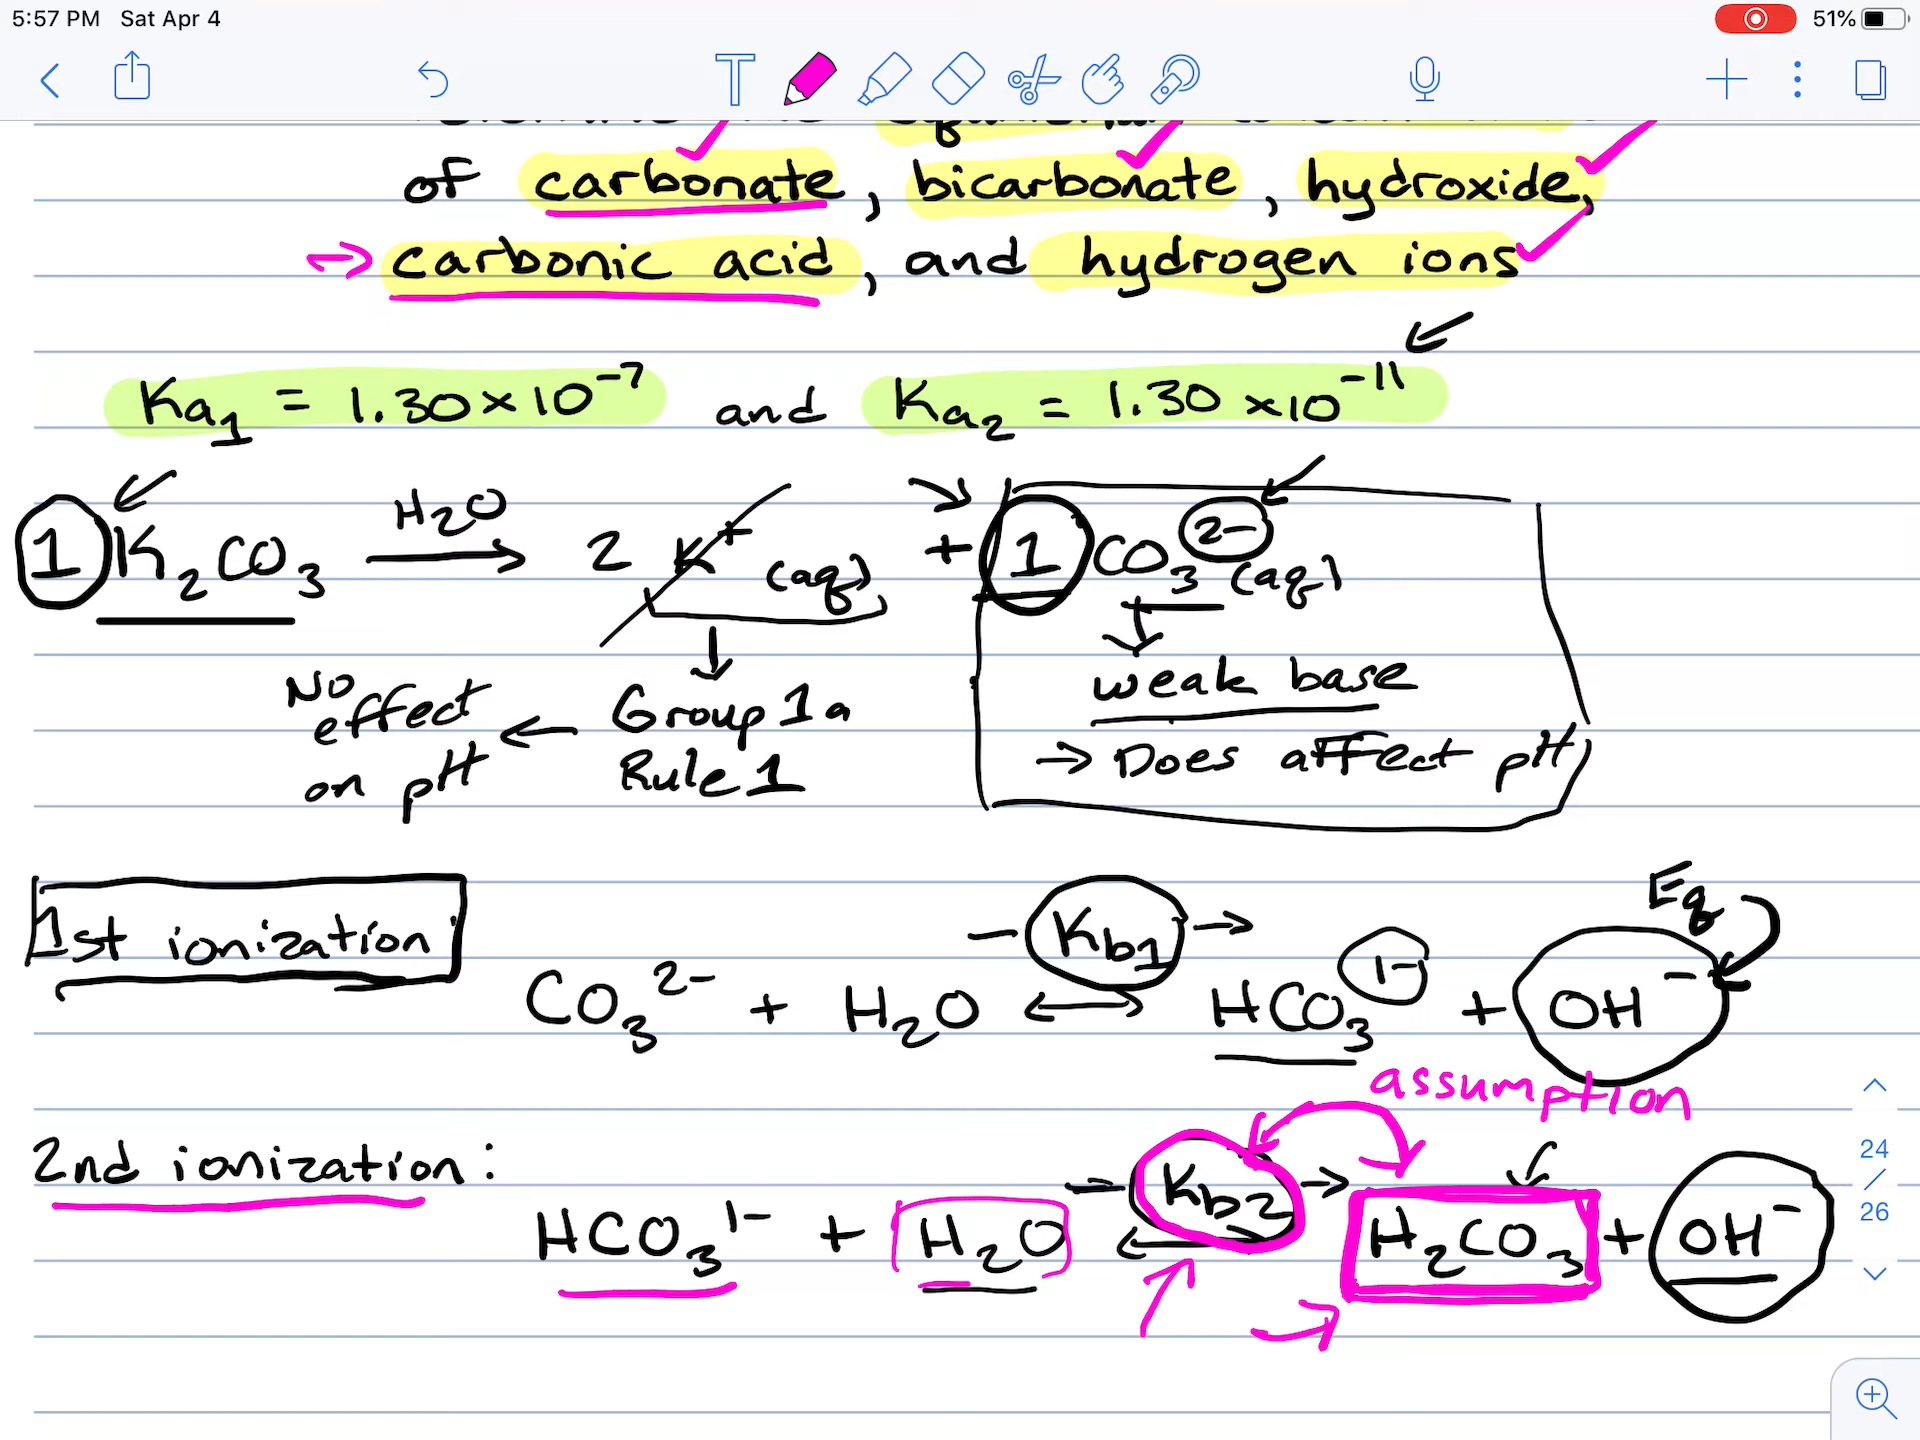 5:57 PM Sat Apr 4 51%
of carbonate, bicarbonate, hydroxide,
→ carbonic acid, and hydrogen ions
Ka1 = 1.30 x 10^-7 and Ka2 = 1.30 x 10^-11
1 K2CO3 H2O → 2 K+ (aq) + 1 CO3 2- (aq)
No effect on pH ← Group 1a Rule 1
weak base
→ Does affect pH
1st ionization
Kb1 → Eq
CO3 2- + H2O ⟷ HCO3 1- + OH-
assumption
2nd ionization:
Kb2 →
HCO3 1- + H2O ⟷ H2CO3 + OH-
24
/
26